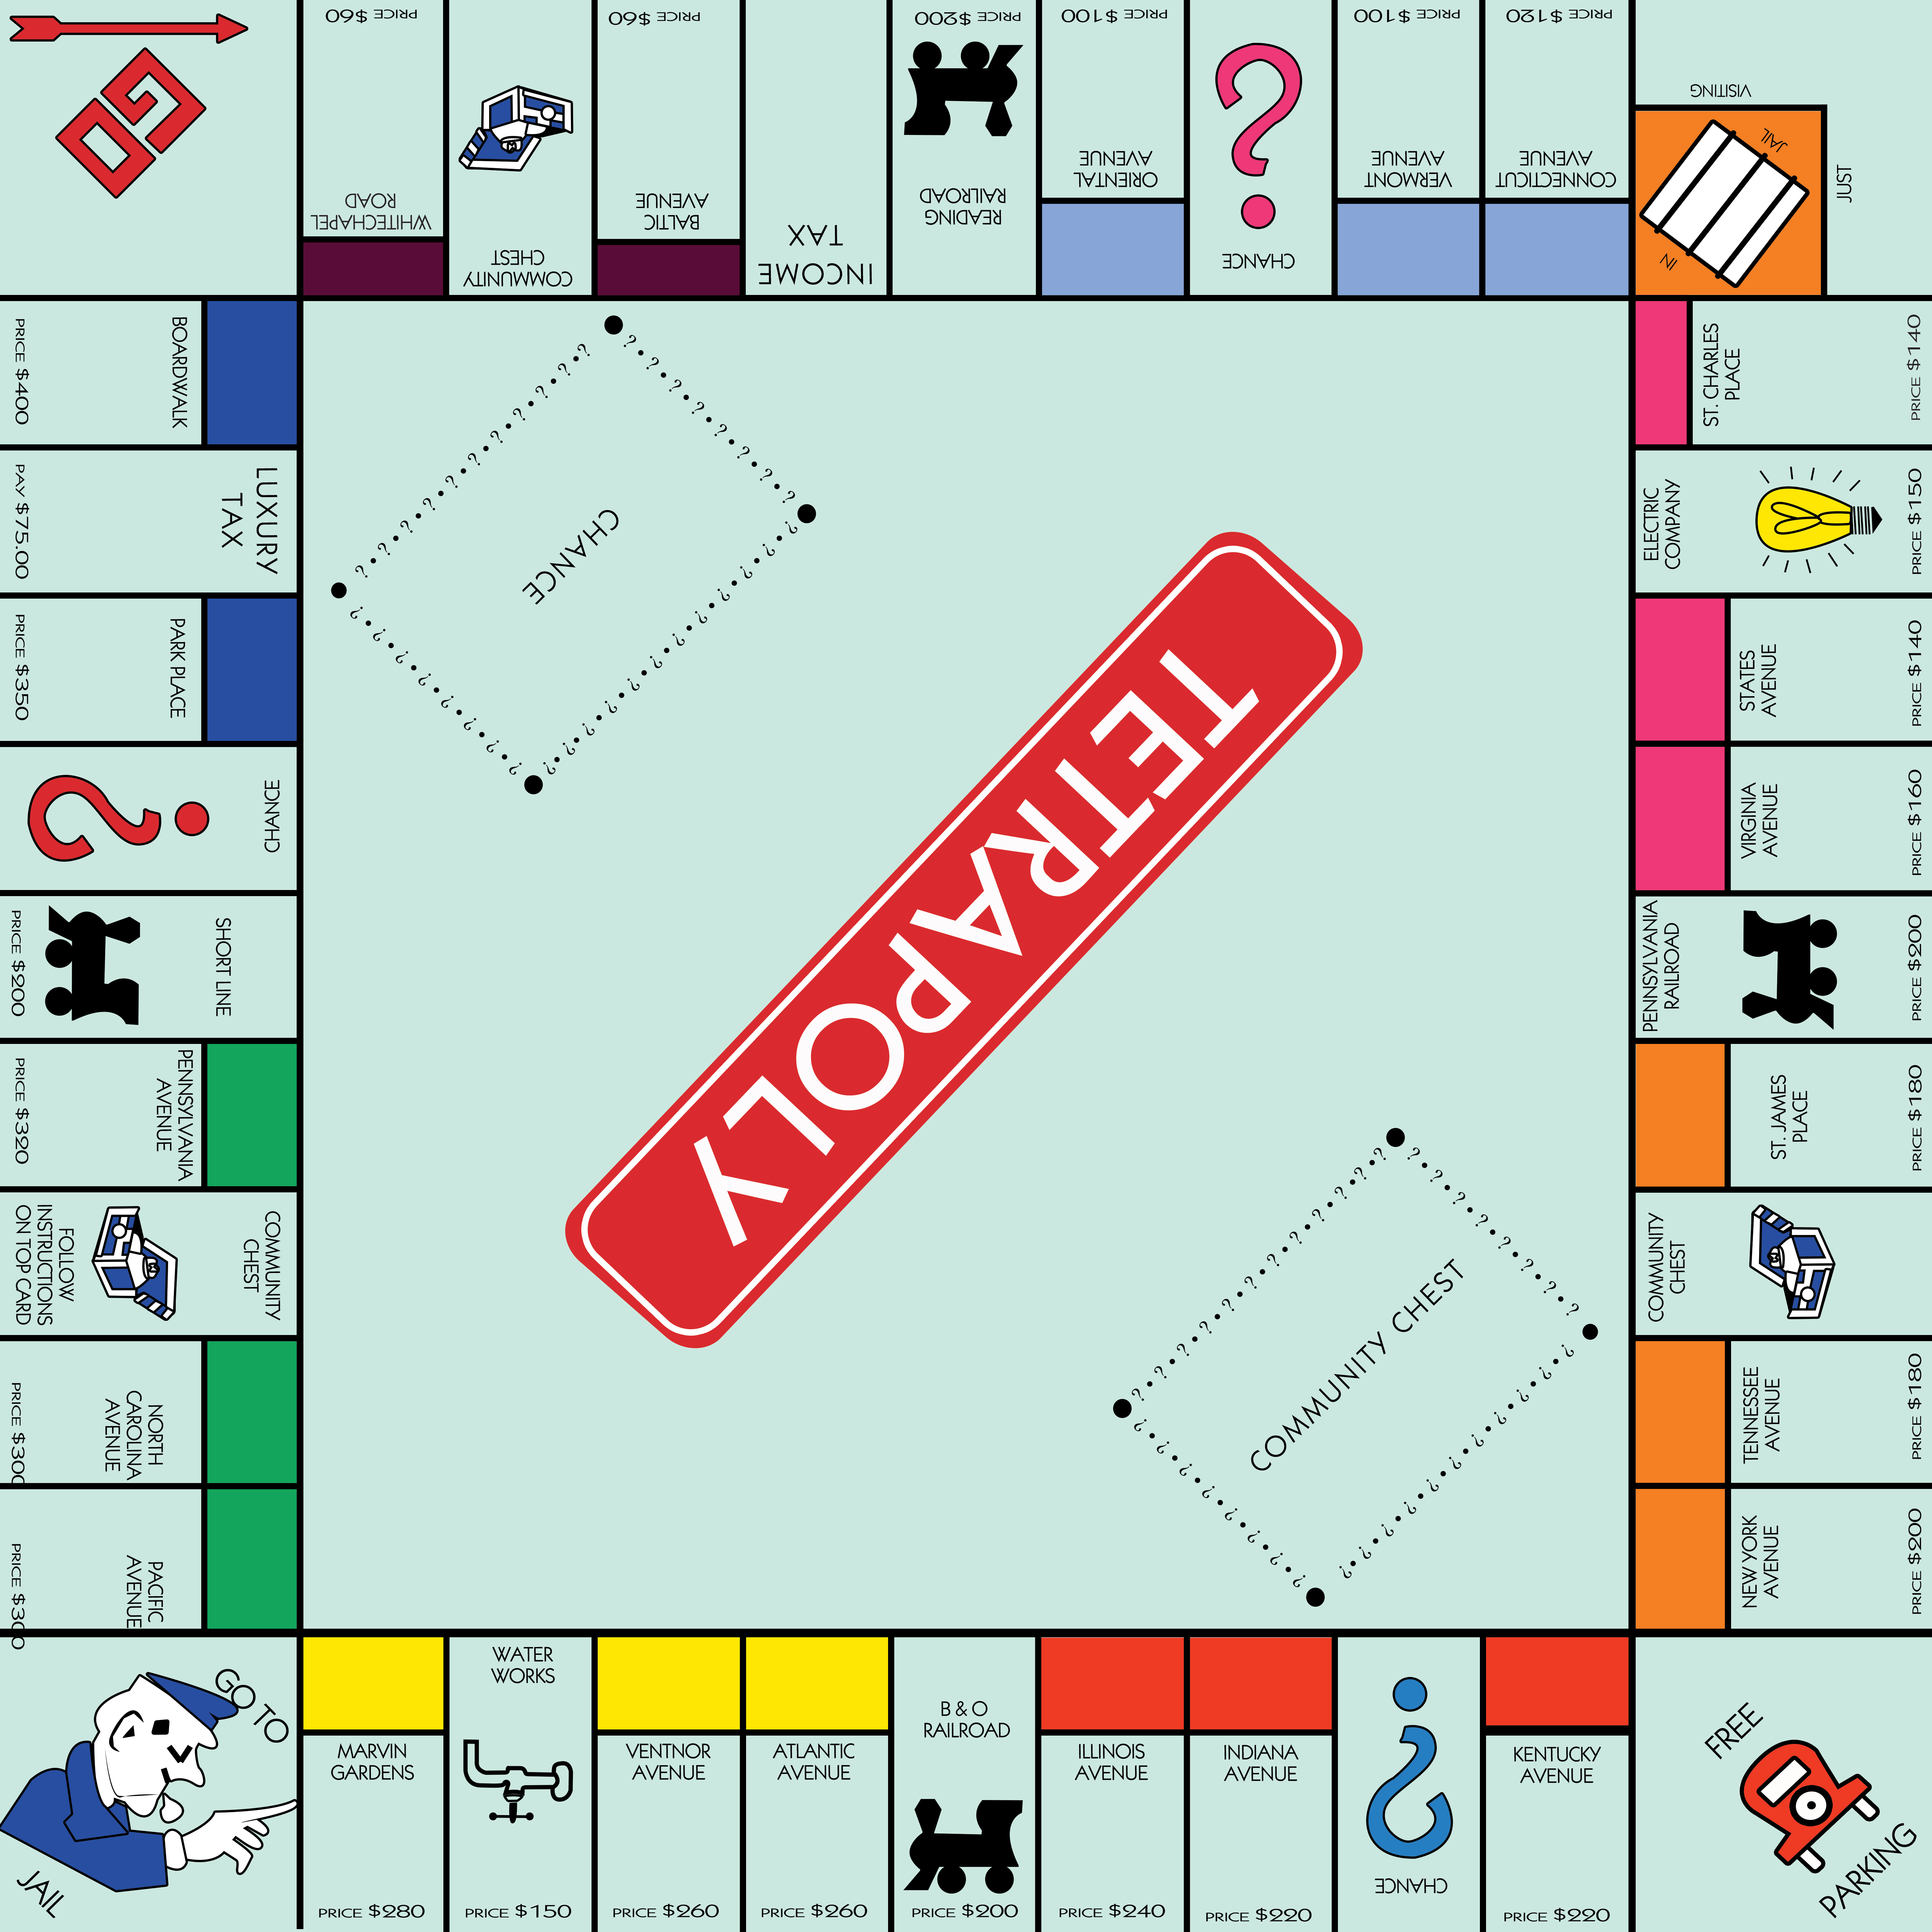 GO
PRICE $60
WHITECHAPEL
ROAD
COMMUNITY
CHEST
PRICE $60
BALTIC
AVENUE
INCOME
TAX
PRICE $200
READING
RAILROAD
PRICE $100
ORIENTAL
AVENUE
CHANCE
?
PRICE $100
VERMONT
AVENUE
PRICE $120
CONNECTICUT
AVENUE
JUST
VISITING
IN
JAIL
ST. CHARLES
PLACE
PRICE $140
ELECTRIC
COMPANY
PRICE $150
STATES
AVENUE
PRICE $140
VIRGINIA
AVENUE
PRICE $160
PENNSYLVANIA
RAILROAD
PRICE $200
ST. JAMES
PLACE
PRICE $180
COMMUNITY
CHEST
TENNESSEE
AVENUE
PRICE $180
NEW YORK
AVENUE
PRICE $200
FREE
PARKING
KENTUCKY
AVENUE
PRICE $220
CHANCE
?
INDIANA
AVENUE
PRICE $220
ILLINOIS
AVENUE
PRICE $240
B & O
RAILROAD
PRICE $200
ATLANTIC
AVENUE
PRICE $260
VENTNOR
AVENUE
PRICE $260
WATER
WORKS
PRICE $150
MARVIN
GARDENS
PRICE $280
GO TO
JAIL
PACIFIC
AVENUE
PRICE $300
NORTH
CAROLINA
AVENUE
PRICE $300
COMMUNITY
CHEST
FOLLOW
INSTRUCTIONS
ON TOP CARD
PENNSYLVANIA
AVENUE
PRICE $320
SHORT LINE
PRICE $200
CHANCE
?
PARK PLACE
PRICE $350
LUXURY
TAX
PAY $75.00
BOARDWALK
PRICE $400
CHANCE
TETRAPOLY
COMMUNITY CHEST